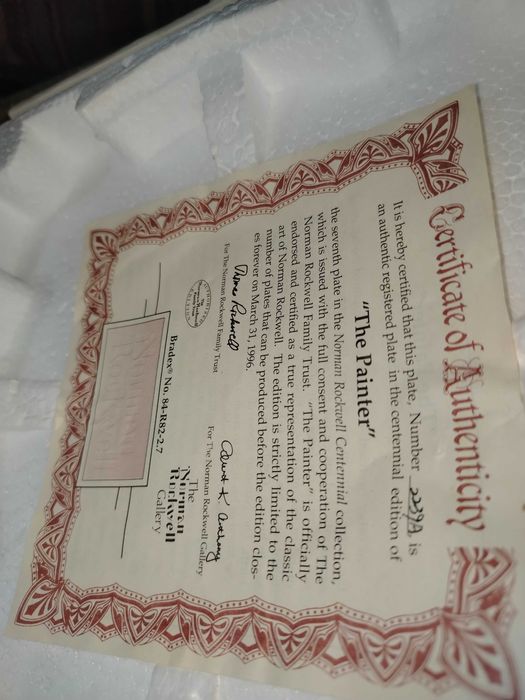 Certificate of Authenticity
It is hereby certified that this plate, Number 2239A is
an authentic registered plate in the centennial edition of
"The Painter"
the seventh plate in the Norman Rockwell Centennial collection,
which is issued with the full consent and cooperation of The
Norman Rockwell Family Trust. "The Painter" is officially
endorsed and certified as a true representation of the classic
art of Norman Rockwell. The edition is strictly limited to the
number of plates that can be produced before the edition clos-
es forever on March 31, 1996.
For The Norman Rockwell Family Trust
For The Norman Rockwell Gallery
The
Norman
Rockwell
Gallery
Bradex® No. 84-R82-2.7